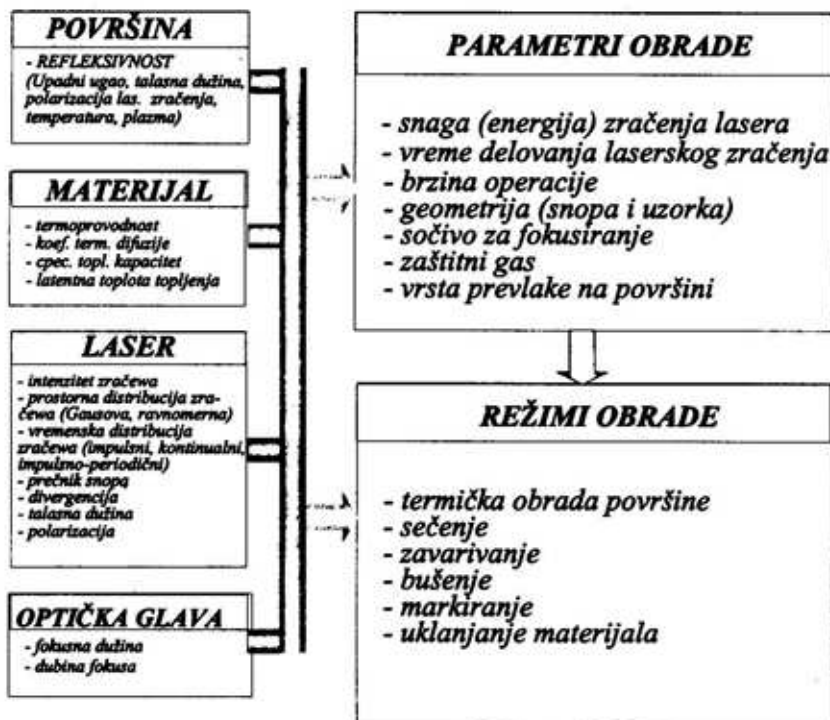 POVRŠINA
- REFLEKSIVNOST
(Upadni ugao, talasna dužina,
polarizacija las. zračenja,
temperatura, plazma)
MATERIJAL
- termoprovodnost
- koef. term. difuzije
- cpec. topl. kapacitet
- latentna toplota topljenja
LASER
- intenzitet zračewa
- prostorna distribucija zra-
čewa (Gausova, ravnomerna)
- vremenska distribucija
zračewa (impulsni, kontinualni,
impulsno-periodični)
- prečnik snopa
- divergencija
- talasna dužina
- polarizacija
OPTIČKA GLAVA
- fokusna dužina
- dubina fokusa
PARAMETRI OBRADE
- snaga (energija) zračenja lasera
- vreme delovanja laserskog zračenja
- brzina operacije
- geometrija (snopa i uzorka)
- sočivo za fokusiranje
- zaštitni gas
- vrsta prevlake na površini
REŽIMI OBRADE
- termička obrada površine
- sečenje
- zavarivanje
- bušenje
- markiranje
- uklanjanje materijala